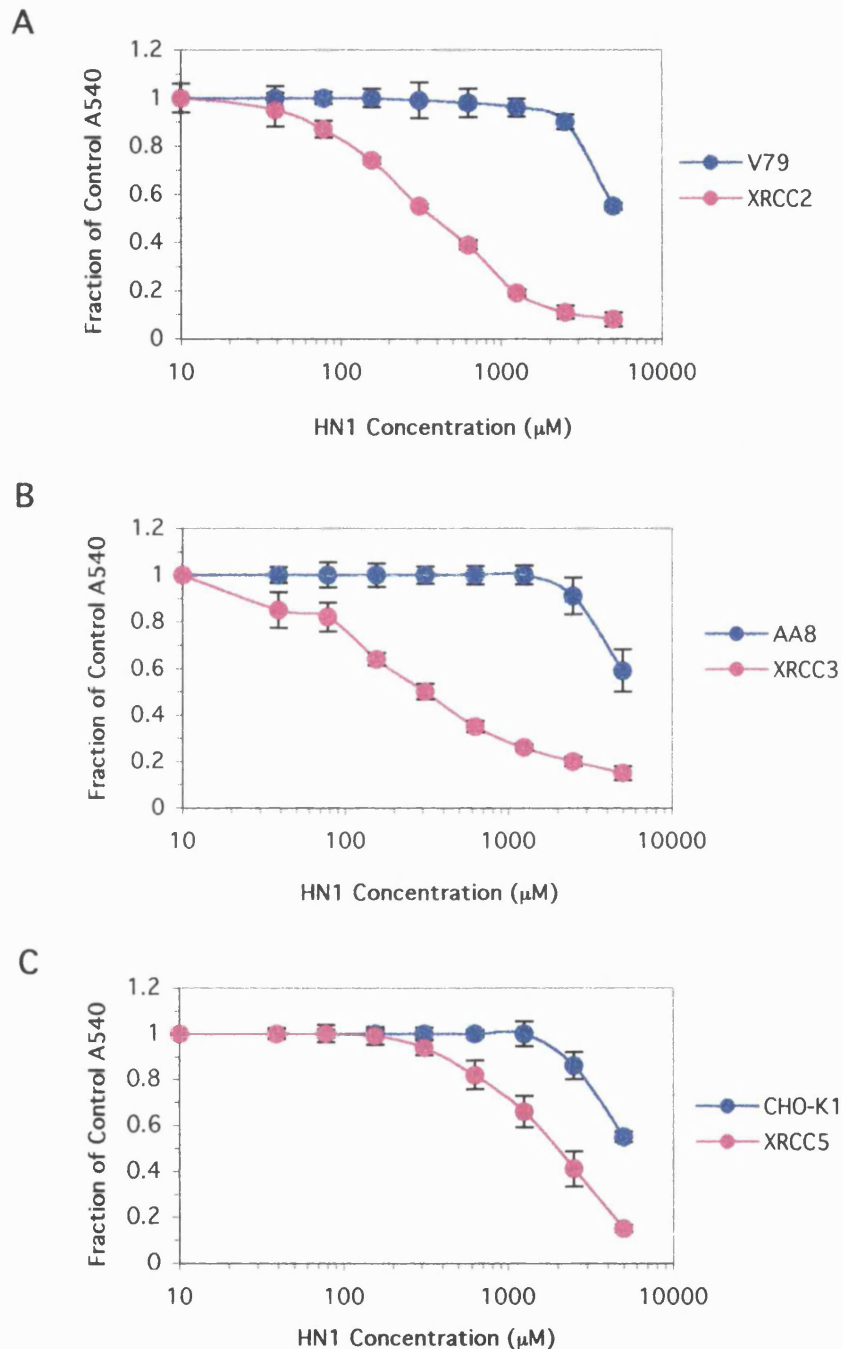 A
Fraction of Control A540
1.2
1
0.8
0.6
0.4
0.2
0
10
100
1000
10000
HN1 Concentration (µM)
V79
XRCC2
B
Fraction of Control A540
1.2
1
0.8
0.6
0.4
0.2
0
10
100
1000
10000
HN1 Concentration (µM)
AA8
XRCC3
C
Fraction of Control A540
1.2
1
0.8
0.6
0.4
0.2
0
10
100
1000
10000
HN1 Concentration (µM)
CHO-K1
XRCC5